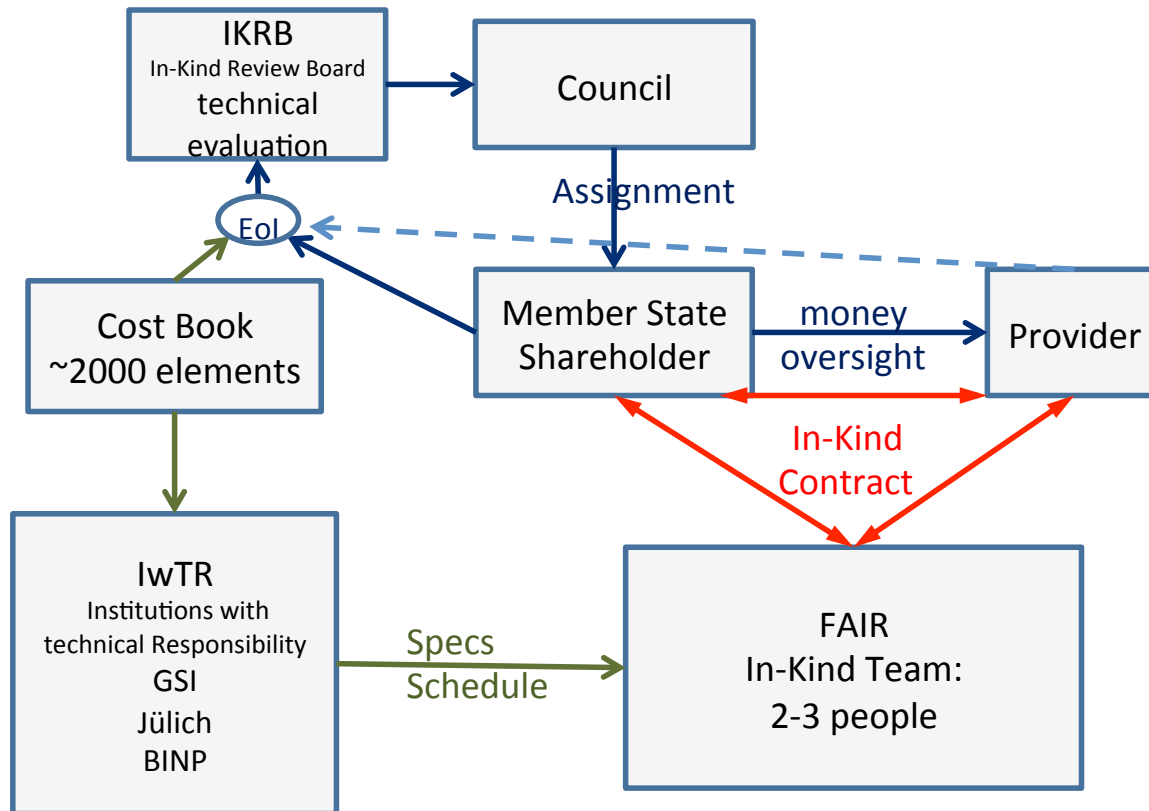 IKRB
In-Kind Review Board
technical
evaluation
Council
Assignment
EoI
Cost Book
~2000 elements
Member State
Shareholder
money
oversight
Provider
In-Kind
Contract
IwTR
Institutions with
technical Responsibility
GSI
Jülich
BINP
Specs
Schedule
FAIR
In-Kind Team:
2-3 people